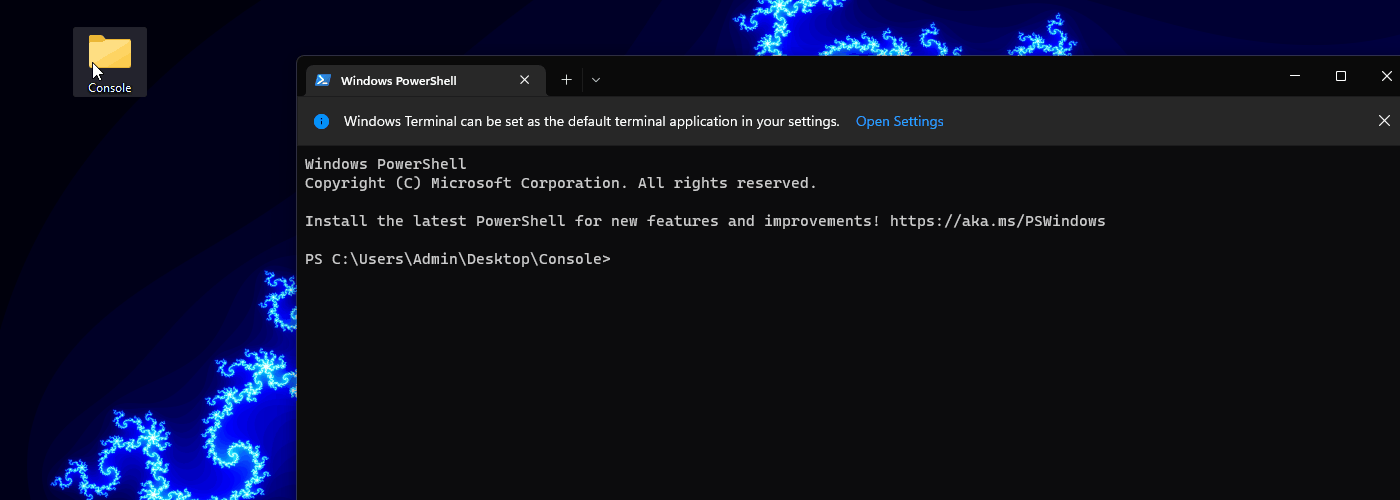 Console
Windows PowerShell
Windows Terminal can be set as the default terminal application in your settings. Open Settings
Windows PowerShell
Copyright (C) Microsoft Corporation. All rights reserved.
Install the latest PowerShell for new features and improvements! https://aka.ms/PSWindows
PS C:\Users\Admin\Desktop\Console>